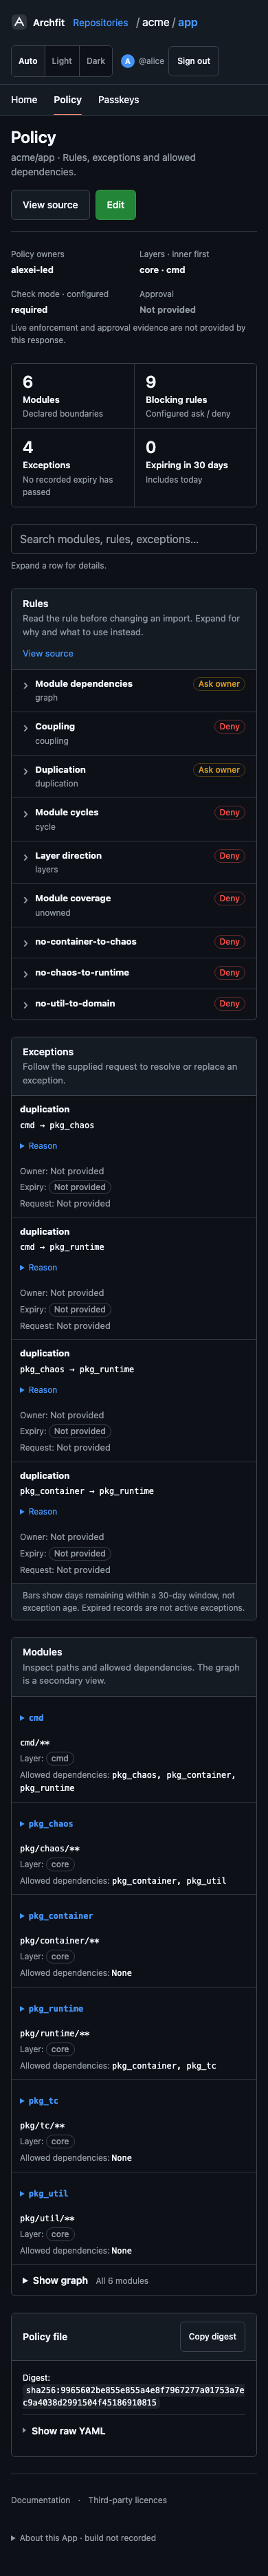 Archfit Repositories / acme / app
Auto Light Dark A @alice Sign out
Home Policy Passkeys
Policy
acme/app · Rules, exceptions and allowed
dependencies.
View source Edit
Policy owners
alexei-led
Layers · inner first
core · cmd
Check mode · configured
required
Approval
Not provided
Live enforcement and approval evidence are not provided by
this response.
6
Modules
Declared boundaries
9
Blocking rules
Configured ask / deny
4
Exceptions
No recorded expiry has
passed
0
Expiring in 30 days
Includes today
Search modules, rules, exceptions...
Expand a row for details.
Rules
Read the rule before changing an import. Expand for
why and what to use instead.
View source
Module dependencies Ask owner
graph
Coupling Deny
coupling
Duplication Ask owner
duplication
Module cycles Deny
cycle
Layer direction Deny
layers
Module coverage Deny
unowned
no-container-to-chaos Deny
no-chaos-to-runtime Deny
no-util-to-domain Deny
Exceptions
Follow the supplied request to resolve or replace an
exception.
duplication
cmd → pkg_chaos
Reason
Owner: Not provided
Expiry: Not provided
Request: Not provided
duplication
cmd → pkg_runtime
Reason
Owner: Not provided
Expiry: Not provided
Request: Not provided
duplication
pkg_chaos → pkg_runtime
Reason
Owner: Not provided
Expiry: Not provided
Request: Not provided
duplication
pkg_container → pkg_runtime
Reason
Owner: Not provided
Expiry: Not provided
Request: Not provided
Bars show days remaining within a 30-day window, not
exception age. Expired records are not active exceptions.
Modules
Inspect paths and allowed dependencies. The graph
is a secondary view.
cmd
cmd/**
Layer: cmd
Allowed dependencies: pkg_chaos, pkg_container,
pkg_runtime
pkg_chaos
pkg/chaos/**
Layer: core
Allowed dependencies: pkg_container, pkg_util
pkg_container
pkg/container/**
Layer: core
Allowed dependencies: None
pkg_runtime
pkg/runtime/**
Layer: core
Allowed dependencies: pkg_container, pkg_tc
pkg_tc
pkg/tc/**
Layer: core
Allowed dependencies: None
pkg_util
pkg/util/**
Layer: core
Allowed dependencies: None
Show graph All 6 modules
Policy file Copy digest
Digest:
sha256:9965602be855e855a4e8f7967277a01753a7e
c9a4038d2991504f45186910815
Show raw YAML
Documentation · Third-party licences
About this App · build not recorded